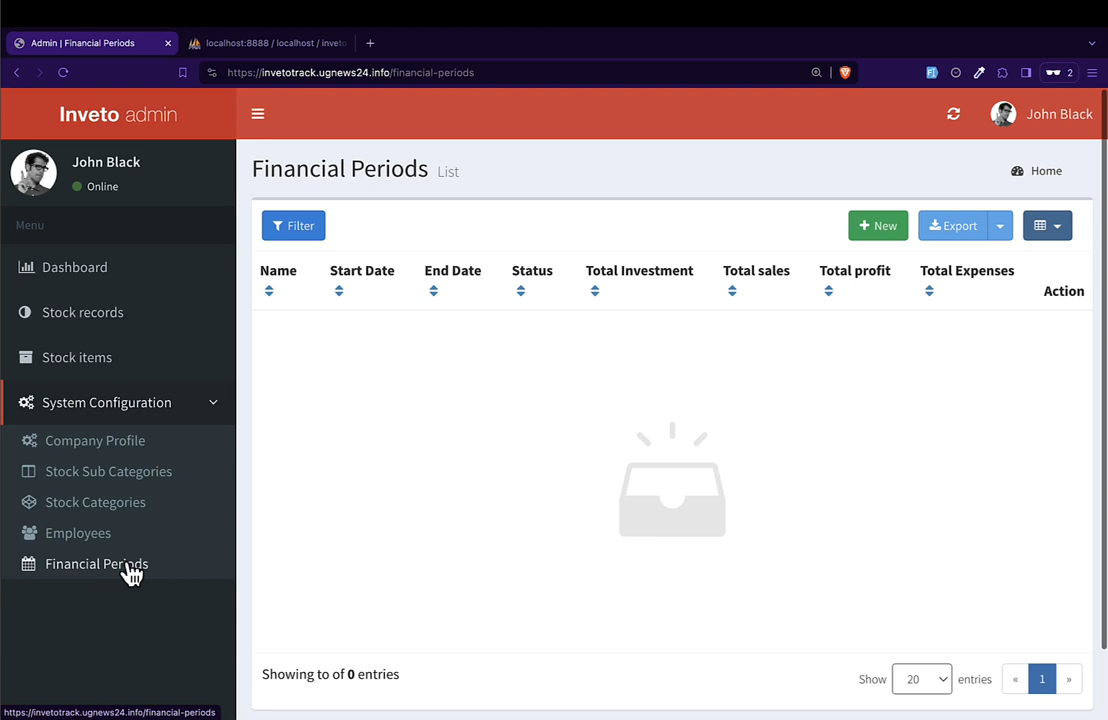 Admin | Financial Periods
localhost:8888 / localhost / inveto
https://invetotrack.ugnews24.info/financial-periods
2
Inveto admin
John Black
John Black
Online
Financial Periods List
Home
Menu
Filter
New
Export
Dashboard
Stock records
Stock items
System Configuration
Company Profile
Stock Sub Categories
Stock Categories
Employees
Financial Periods
Name Start Date End Date Status Total Investment Total sales Total profit Total Expenses
Action
Showing to of 0 entries
Show 20 entries
« 1 »
https://invetotrack.ugnews24.info/financial-periods